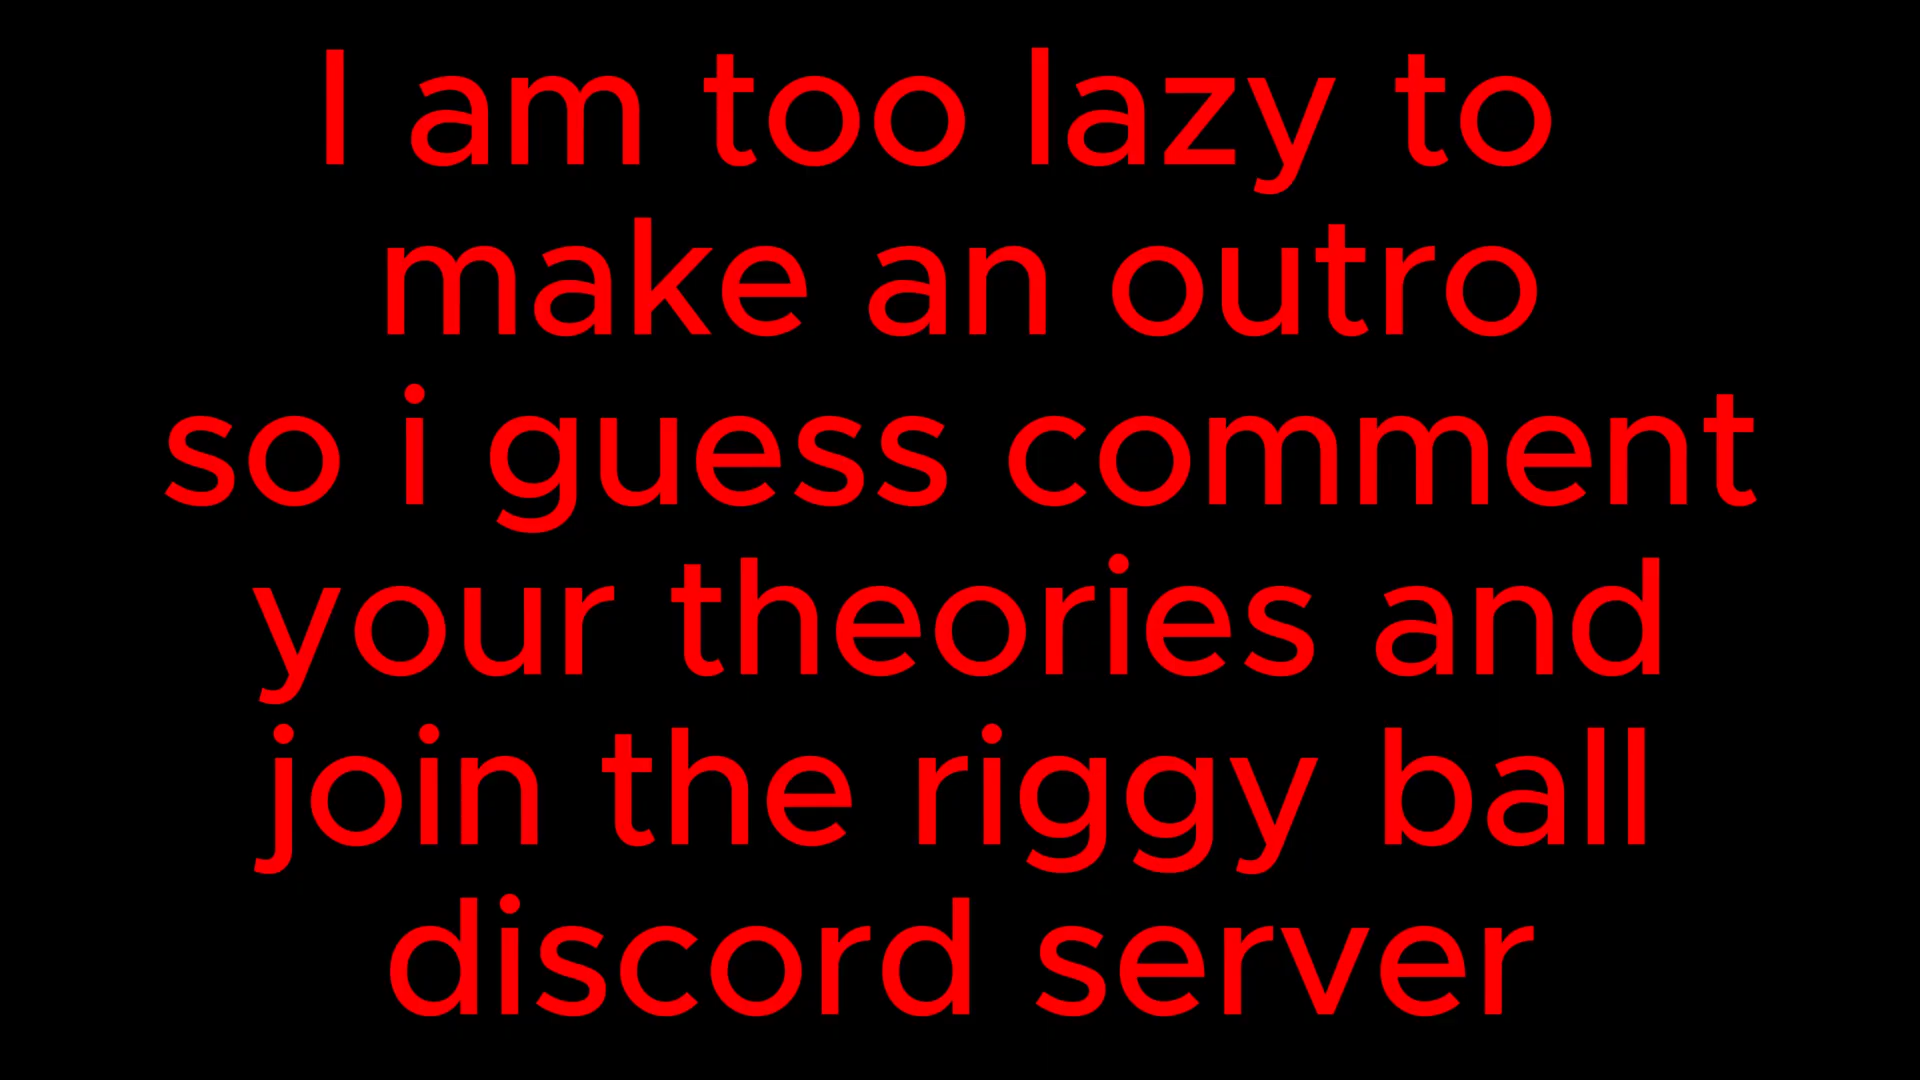 I am too lazy to
make an outro
so i guess comment
your theories and
join the riggy ball
discord server